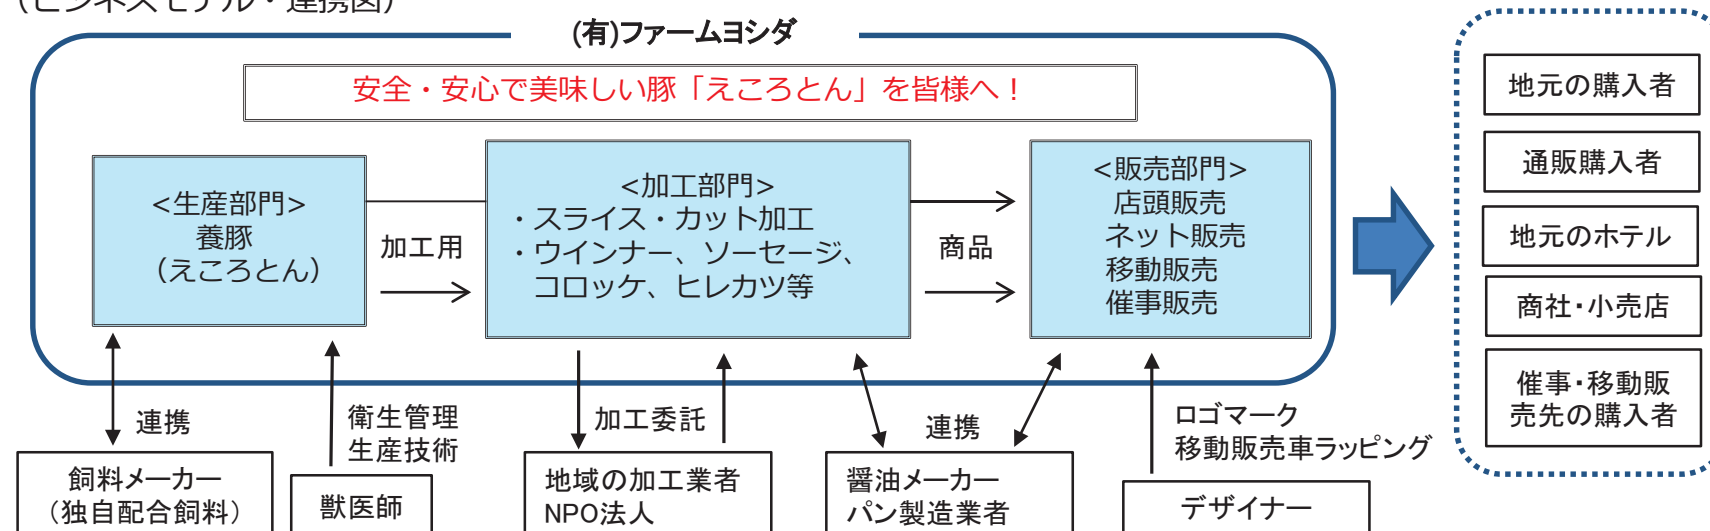 （ビジネスモデル・連携図）
(有)ファームヨシダ
安全・安心で美味しい豚「えころとん」を皆様へ！
<生産部門>
養豚
（えころとん）
加工用
<加工部門>
・スライス・カット加工
・ウインナー、ソーセージ、
コロッケ、ヒレカツ等
商品
<販売部門>
店頭販売
ネット販売
移動販売
催事販売
地元の購入者
通販購入者
地元のホテル
商社・小売店
催事・移動販
売先の購入者
連携
衛生管理
生産技術
加工委託
連携
ロゴマーク
移動販売車ラッピング
飼料メーカー
（独自配合飼料）
獣医師
地域の加工業者
NPO法人
醤油メーカー
パン製造業者
デザイナー